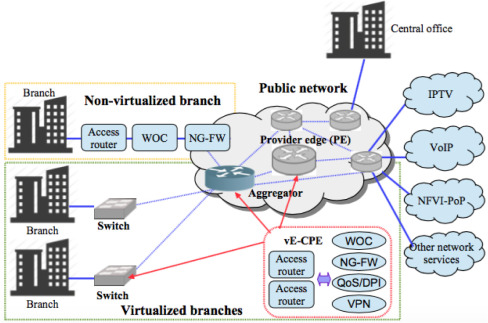 Central office
Branch
Non-virtualized branch
Public network
IPTV
Access
router
WOC
NG-FW
Provider edge (PE)
VoIP
Aggregator
NFVI-PoP
Branch
Switch
vE-CPE
WOC
Access
router
NG-FW
Other network
services
QoS/DPI
Access
router
VPN
Branch
Switch
Virtualized branches